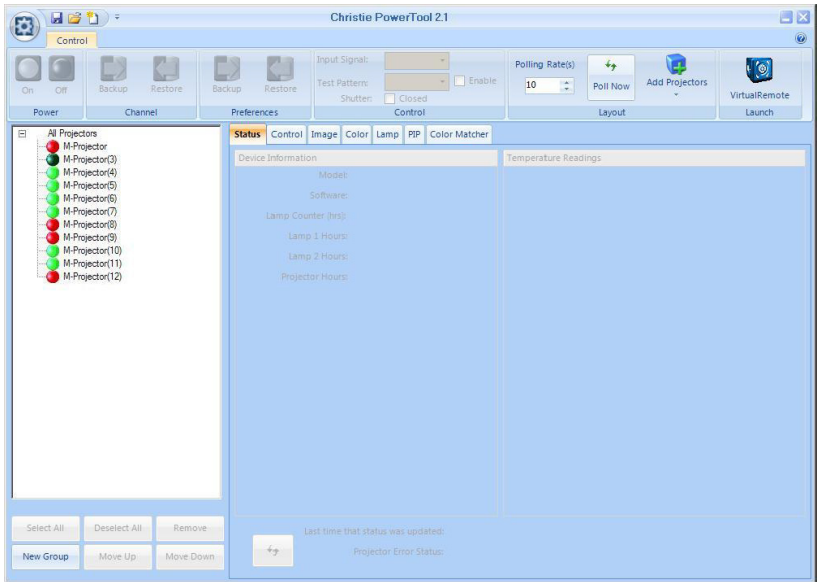 Christie PowerTool 2.1
Control
On Off
Backup Restore
Backup Restore
Input Signal:
Test Pattern: Enable
Shutter: Closed
Polling Rate(s)
10
Poll Now
Add Projectors
VirtualRemote
Power Channel Preferences Control Layout Launch
All Projectors
M-Projector
M-Projector(3)
M-Projector(4)
M-Projector(5)
M-Projector(6)
M-Projector(7)
M-Projector(8)
M-Projector(9)
M-Projector(10)
M-Projector(11)
M-Projector(12)
Select All Deselect All Remove
New Group Move Up Move Down
Status Control Image Color Lamp PIP Color Matcher
Device Information
Model:
Software:
Lamp Counter (hrs):
Lamp 1 Hours:
Lamp 2 Hours:
Projector Hours:
Temperature Readings
Last time that status was updated:
Projector Error Status: